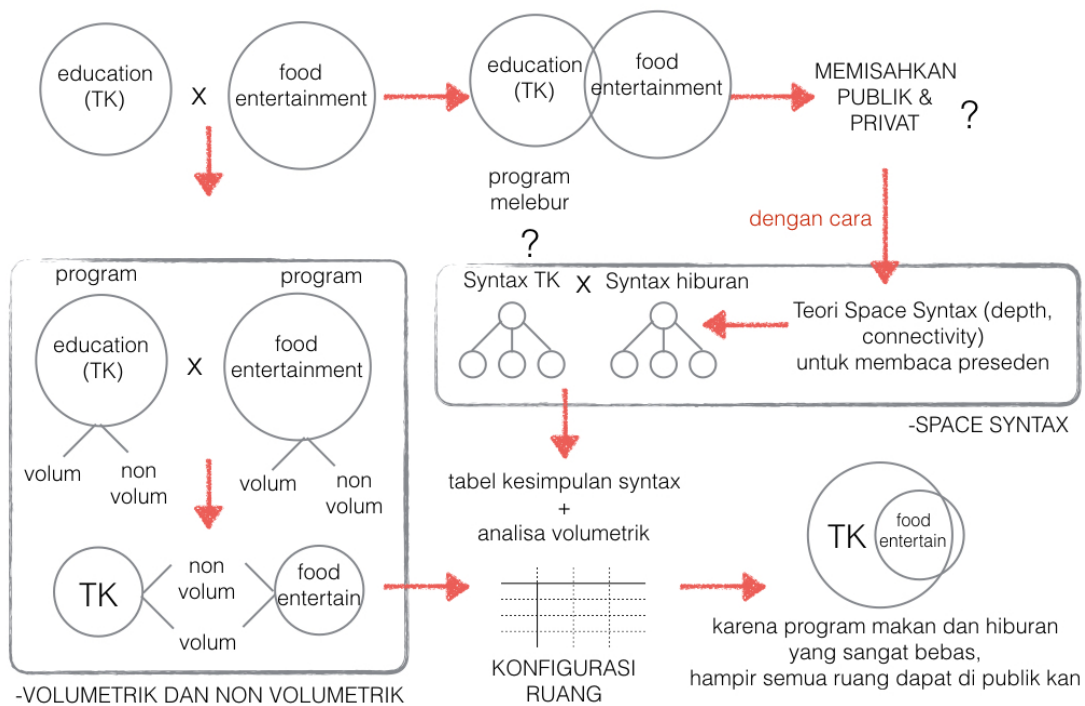 education
(TK)
X
food
entertainment
education
(TK)
food
entertainment
MEMISAHKAN
PUBLIK &
PRIVAT
?
program
melebur
?
dengan cara
program
program
education
(TK)
X
food
entertainment
volum
non
volum
volum
non
volum
TK
non
volum
volum
food
entertain
-VOLUMETRIK DAN NON VOLUMETRIK
Syntax TK X Syntax hiburan
Teori Space Syntax (depth,
connectivity)
untuk membaca preseden
-SPACE SYNTAX
tabel kesimpulan syntax
+
analisa volumetrik
KONFIGURASI
RUANG
TK
food
entertain
karena program makan dan hiburan
yang sangat bebas,
hampir semua ruang dapat di publik kan